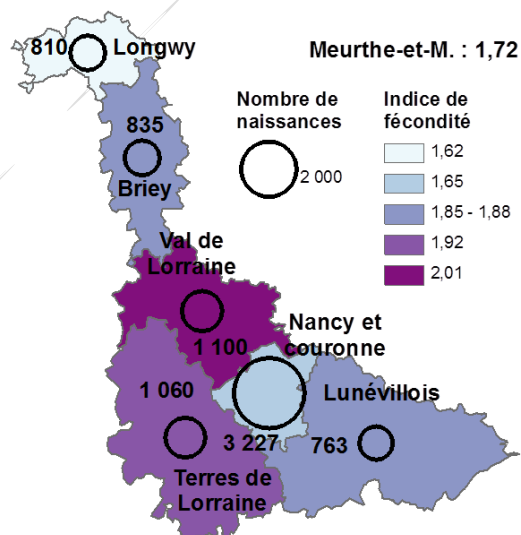 810 Longwy
Meurthe-et-M. : 1,72
Nombre de
naissances
2 000
Indice de
fécondité
1,62
1,65
1,85 - 1,88
1,92
2,01
835
Briey
Val de
Lorraine
1 100
Nancy et
couronne
3 227
1 060
Terres de
Lorraine
Lunévillois
763